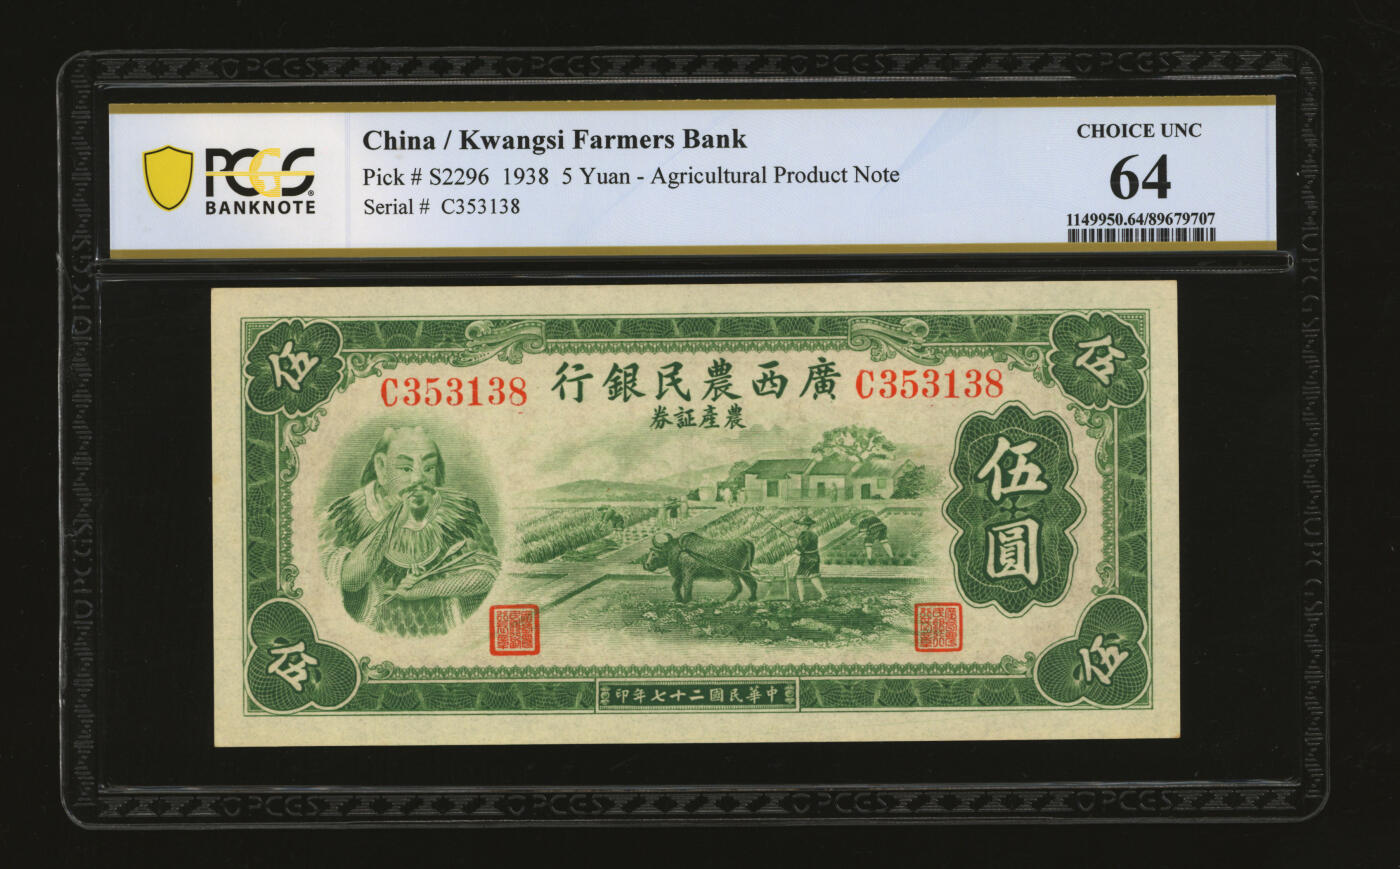 PCGS
BANKNOTE
China / Kwangsi Farmers Bank
Pick # S2296 1938 5 Yuan - Agricultural Product Note
Serial # C353138
CHOICE UNC
64
1149950.64/89679707
伍
伍
C353138
行銀民農西廣
C353138
券証產農
伍
圓
伍
伍
印年七十二國民華中